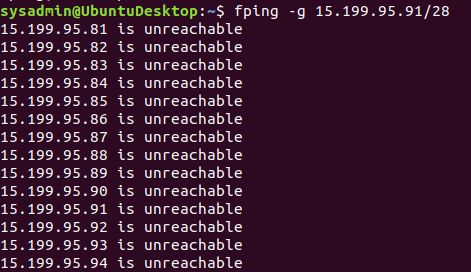 sysadmin@UbuntuDesktop:~$ fping -g 15.199.95.91/28
15.199.95.81 is unreachable
15.199.95.82 is unreachable
15.199.95.83 is unreachable
15.199.95.84 is unreachable
15.199.95.85 is unreachable
15.199.95.86 is unreachable
15.199.95.87 is unreachable
15.199.95.88 is unreachable
15.199.95.89 is unreachable
15.199.95.90 is unreachable
15.199.95.91 is unreachable
15.199.95.92 is unreachable
15.199.95.93 is unreachable
15.199.95.94 is unreachable